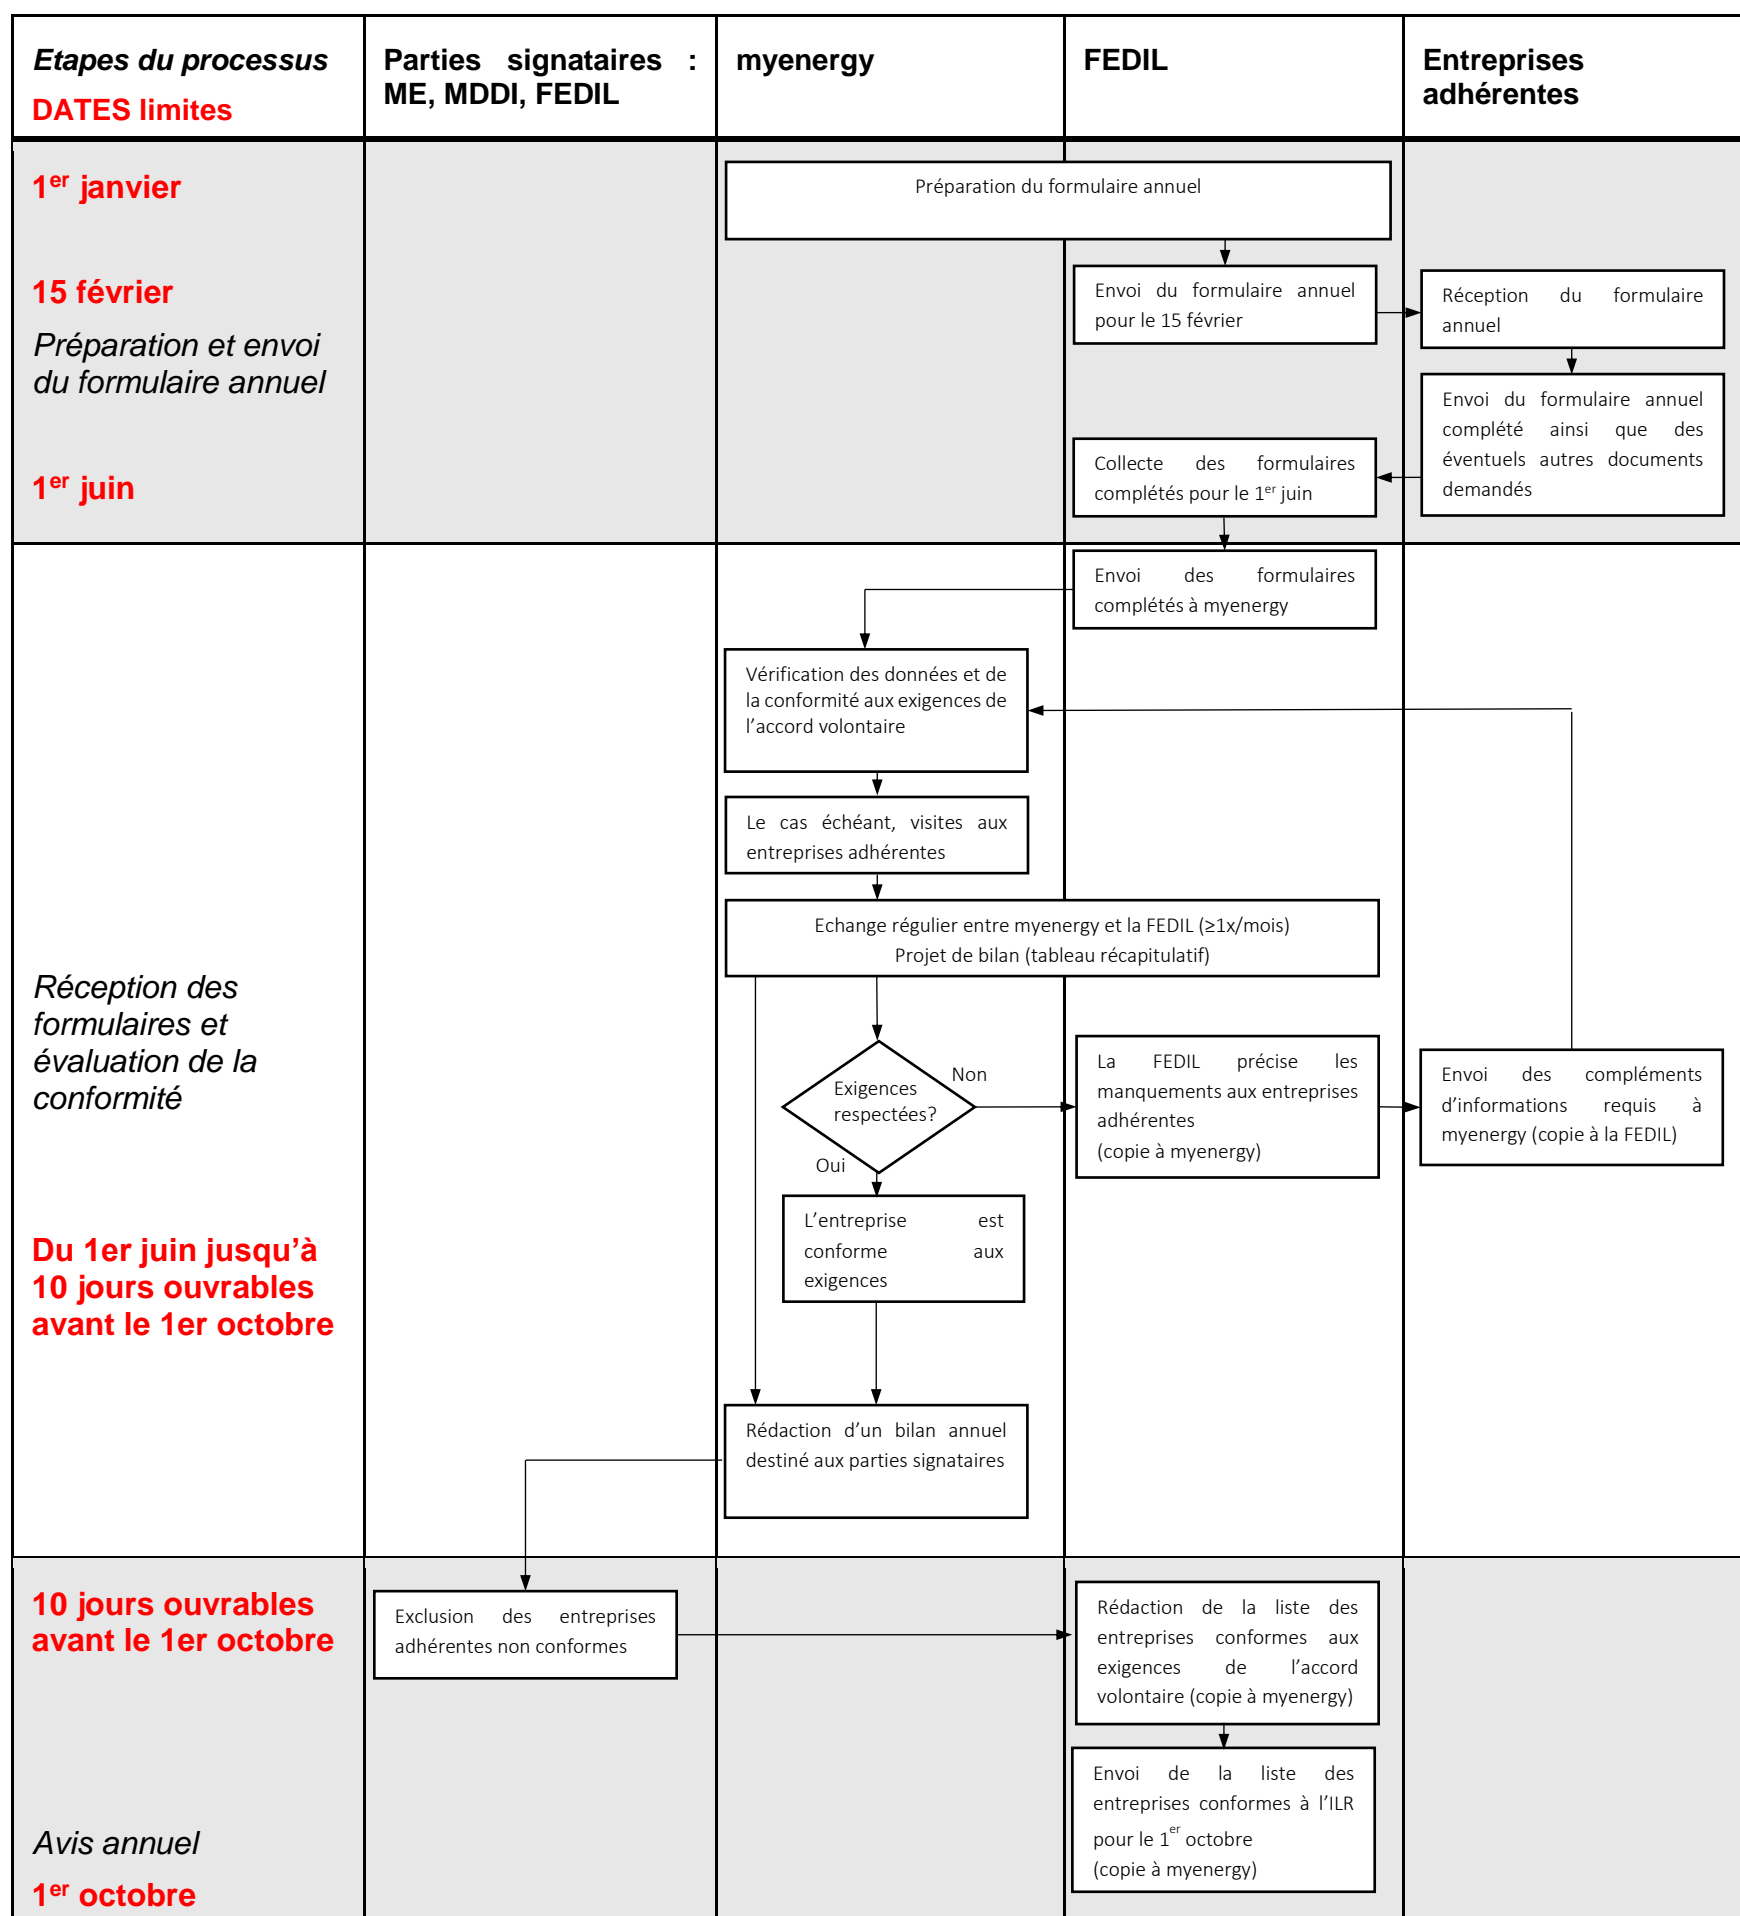 Etapes du processus
DATES limites
Parties signataires :
ME, MDDI, FEDIL
myenergy
FEDIL
Entreprises
adhérentes
1er janvier
Préparation du formulaire annuel
15 février
Préparation et envoi
du formulaire annuel
Envoi du formulaire annuel
pour le 15 février
Réception du formulaire
annuel
Envoi du formulaire annuel
complété ainsi que des
éventuels autres documents
demandés
1er juin
Collecte des formulaires
complétés pour le 1er juin
Envoi des formulaires
complétés à myenergy
Vérification des données et de
la conformité aux exigences de
l’accord volontaire
Le cas échéant, visites aux
entreprises adhérentes
Echange régulier entre myenergy et la FEDIL (≥1x/mois)
Projet de bilan (tableau récapitulatif)
Réception des
formulaires et
évaluation de la
conformité
Exigences
respectées?
Non
Oui
La FEDIL précise les
manquements aux entreprises
adhérentes
(copie à myenergy)
Envoi des compléments
d’informations requis à
myenergy (copie à la FEDIL)
L’entreprise est
conforme aux
exigences
Du 1er juin jusqu’à
10 jours ouvrables
avant le 1er octobre
Rédaction d’un bilan annuel
destiné aux parties signataires
10 jours ouvrables
avant le 1er octobre
Exclusion des entreprises
adhérentes non conformes
Rédaction de la liste des
entreprises conformes aux
exigences de l’accord
volontaire (copie à myenergy)
Envoi de la liste des
entreprises conformes à l’ILR
pour le 1er octobre
(copie à myenergy)
Avis annuel
1er octobre